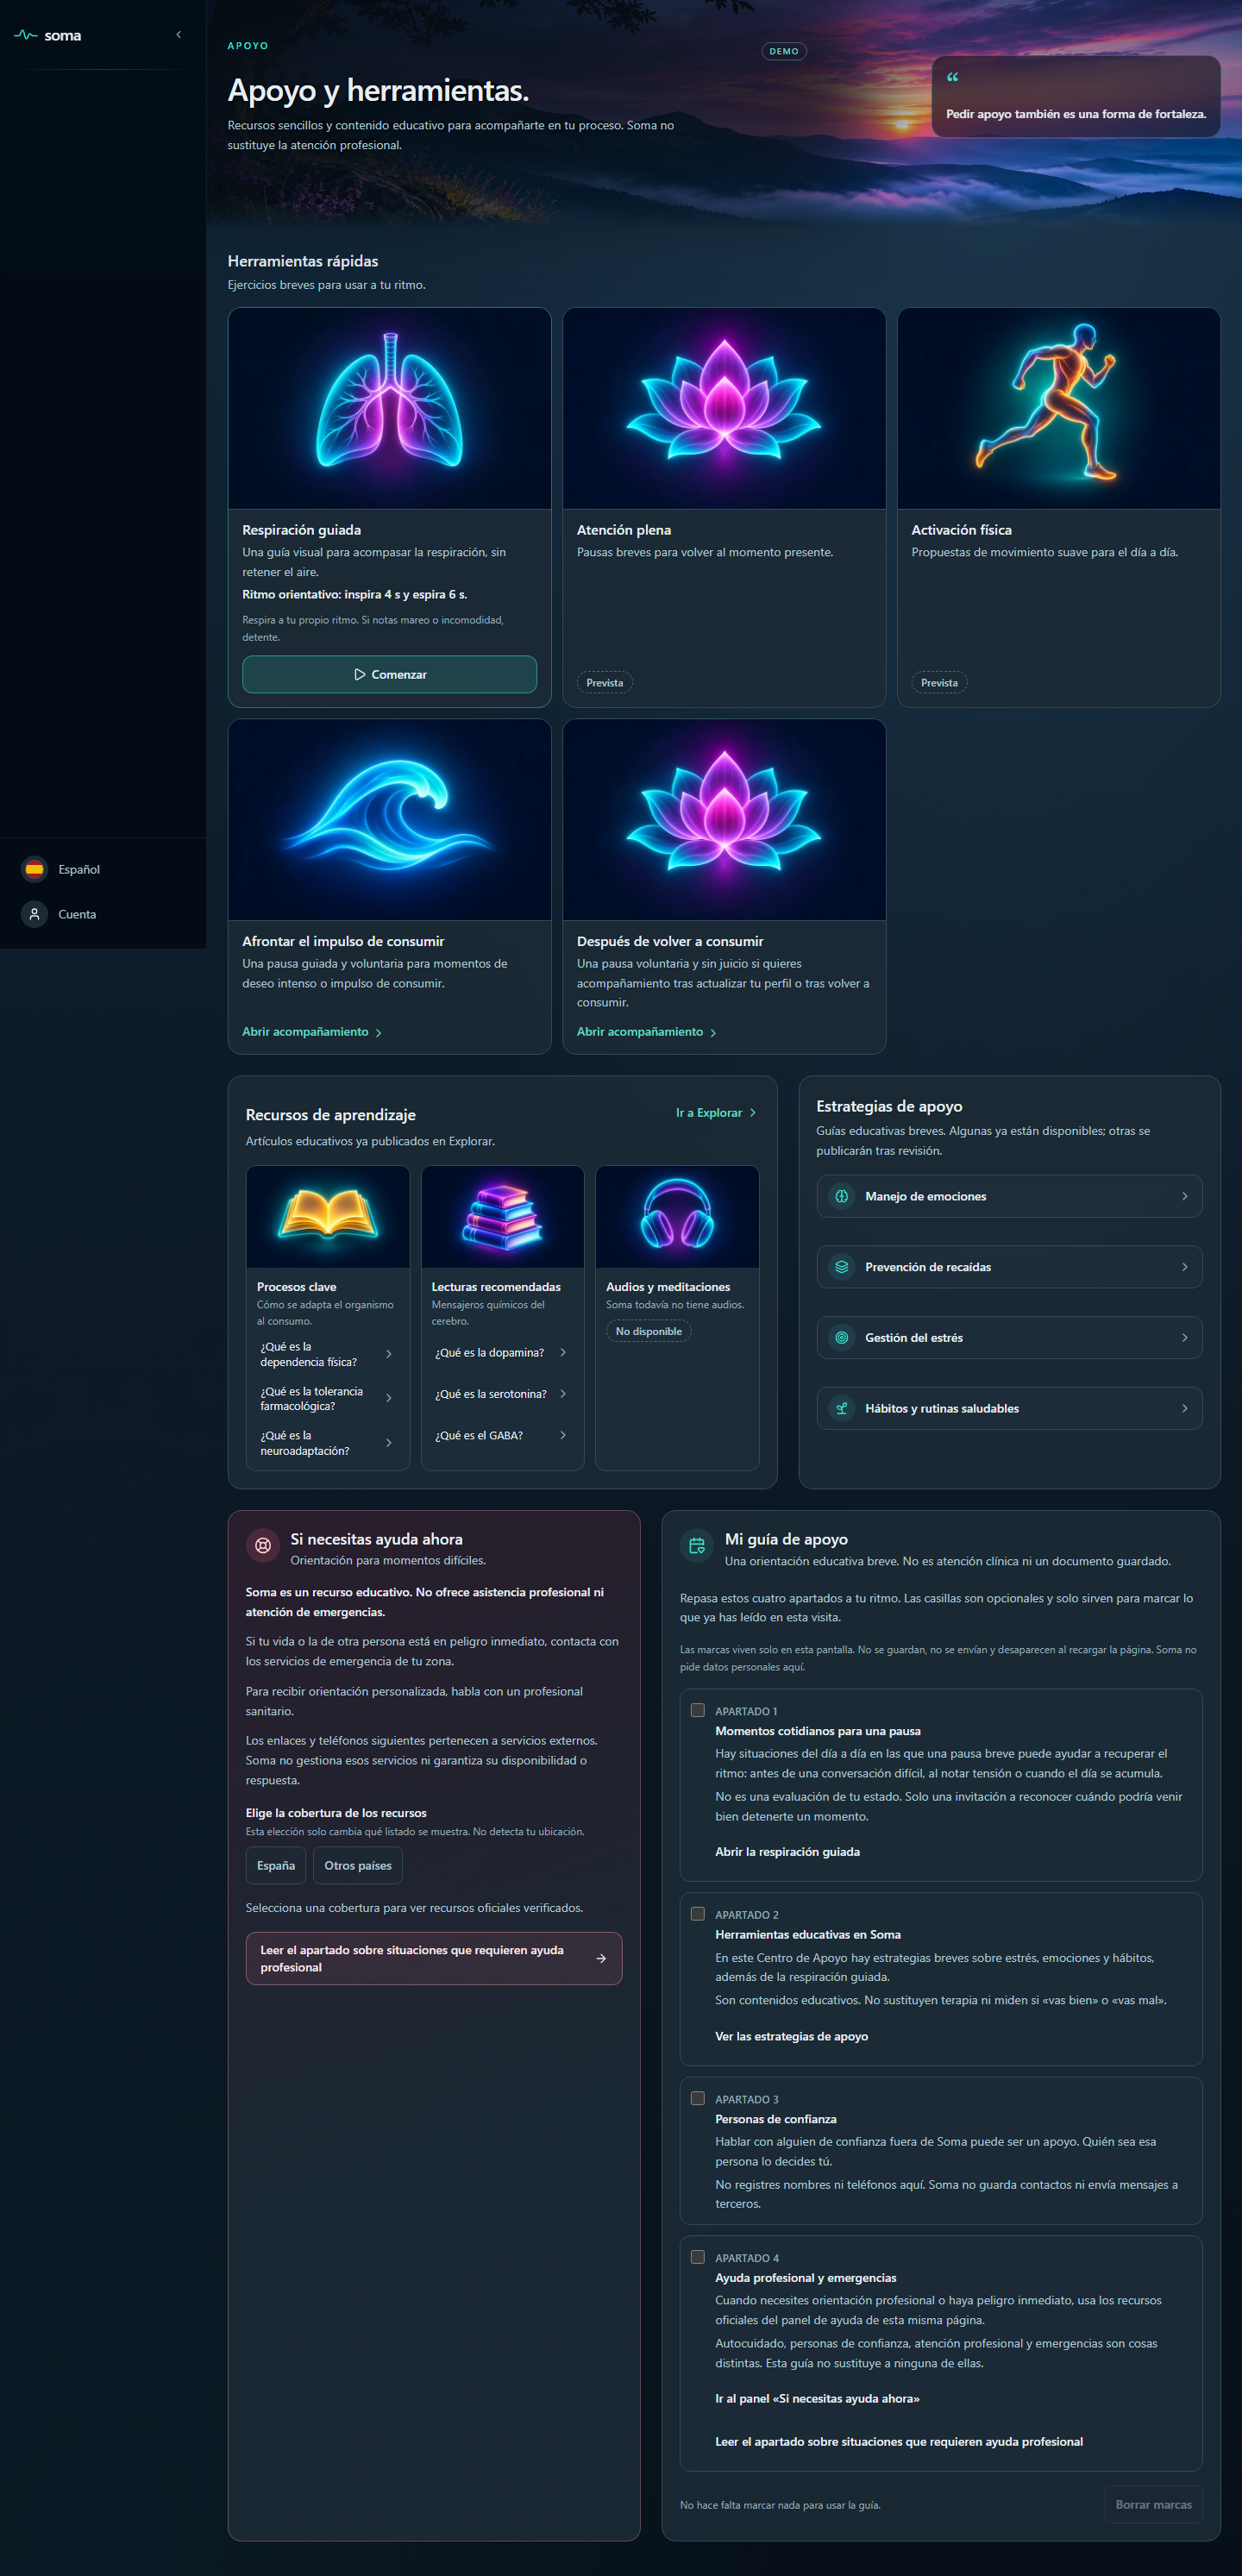 soma
APOYO
DEMO
Apoyo y herramientas.
Recursos sencillos y contenido educativo para acompañarte en tu proceso. Soma no
sustituye la atención profesional.
“
Pedir apoyo también es una forma de fortaleza.
Herramientas rápidas
Ejercicios breves para usar a tu ritmo.
Respiración guiada
Una guía visual para acompasar la respiración, sin
retener el aire.
Ritmo orientativo: inspira 4 s y espira 6 s.
Respira a tu propio ritmo. Si notas mareo o incomodidad,
detente.
Comenzar
Atención plena
Pausas breves para volver al momento presente.
Prevista
Activación física
Propuestas de movimiento suave para el día a día.
Prevista
Español
Cuenta
Afrontar el impulso de consumir
Una pausa guiada y voluntaria para momentos de
deseo intenso o impulso de consumir.
Abrir acompañamiento
Después de volver a consumir
Una pausa voluntaria y sin juicio si quieres
acompañamiento tras actualizar tu perfil o tras volver a
consumir.
Abrir acompañamiento
Recursos de aprendizaje
Ir a Explorar
Artículos educativos ya publicados en Explorar.
Procesos clave
Cómo se adapta el organismo
al consumo.
¿Qué es la
dependencia física?
¿Qué es la tolerancia
farmacológica?
¿Qué es la
neuroadaptación?
Lecturas recomendadas
Mensajeros químicos del
cerebro.
¿Qué es la dopamina?
¿Qué es la serotonina?
¿Qué es el GABA?
Audios y meditaciones
Soma todavía no tiene audios.
No disponible
Estrategias de apoyo
Guías educativas breves. Algunas ya están disponibles; otras se
publicarán tras revisión.
Manejo de emociones
Prevención de recaídas
Gestión del estrés
Hábitos y rutinas saludables
Si necesitas ayuda ahora
Orientación para momentos difíciles.
Soma es un recurso educativo. No ofrece asistencia profesional ni
atención de emergencias.
Si tu vida o la de otra persona está en peligro inmediato, contacta con
los servicios de emergencia de tu zona.
Para recibir orientación personalizada, habla con un profesional
sanitario.
Los enlaces y teléfonos siguientes pertenecen a servicios externos.
Soma no gestiona esos servicios ni garantiza su disponibilidad o
respuesta.
Elige la cobertura de los recursos
Esta elección solo cambia qué listado se muestra. No detecta tu ubicación.
España
Otros países
Selecciona una cobertura para ver recursos oficiales verificados.
Leer el apartado sobre situaciones que requieren ayuda
profesional
Mi guía de apoyo
Una orientación educativa breve. No es atención clínica ni un documento guardado.
Repasa estos cuatro apartados a tu ritmo. Las casillas son opcionales y solo sirven para marcar lo
que ya has leído en esta visita.
Las marcas viven solo en esta pantalla. No se guardan, no se envían y desaparecen al recargar la página. Soma no
pide datos personales aquí.
APARTADO 1
Momentos cotidianos para una pausa
Hay situaciones del día a día en las que una pausa breve puede ayudar a recuperar el
ritmo: antes de una conversación difícil, al notar tensión o cuando el día se acumula.
No es una evaluación de tu estado. Solo una invitación a reconocer cuándo podría venir
bien detenerte un momento.
Abrir la respiración guiada
APARTADO 2
Herramientas educativas en Soma
En este Centro de Apoyo hay estrategias breves sobre estrés, emociones y hábitos,
además de la respiración guiada.
Son contenidos educativos. No sustituyen terapia ni miden si «vas bien» o «vas mal».
Ver las estrategias de apoyo
APARTADO 3
Personas de confianza
Hablar con alguien de confianza fuera de Soma puede ser un apoyo. Quién sea esa
persona lo decides tú.
No registres nombres ni teléfonos aquí. Soma no guarda contactos ni envía mensajes a
terceros.
APARTADO 4
Ayuda profesional y emergencias
Cuando necesites orientación profesional o haya peligro inmediato, usa los recursos
oficiales del panel de ayuda de esta misma página.
Autocuidado, personas de confianza, atención profesional y emergencias son cosas
distintas. Esta guía no sustituye a ninguna de ellas.
Ir al panel «Si necesitas ayuda ahora»
Leer el apartado sobre situaciones que requieren ayuda profesional
No hace falta marcar nada para usar la guía.
Borrar marcas